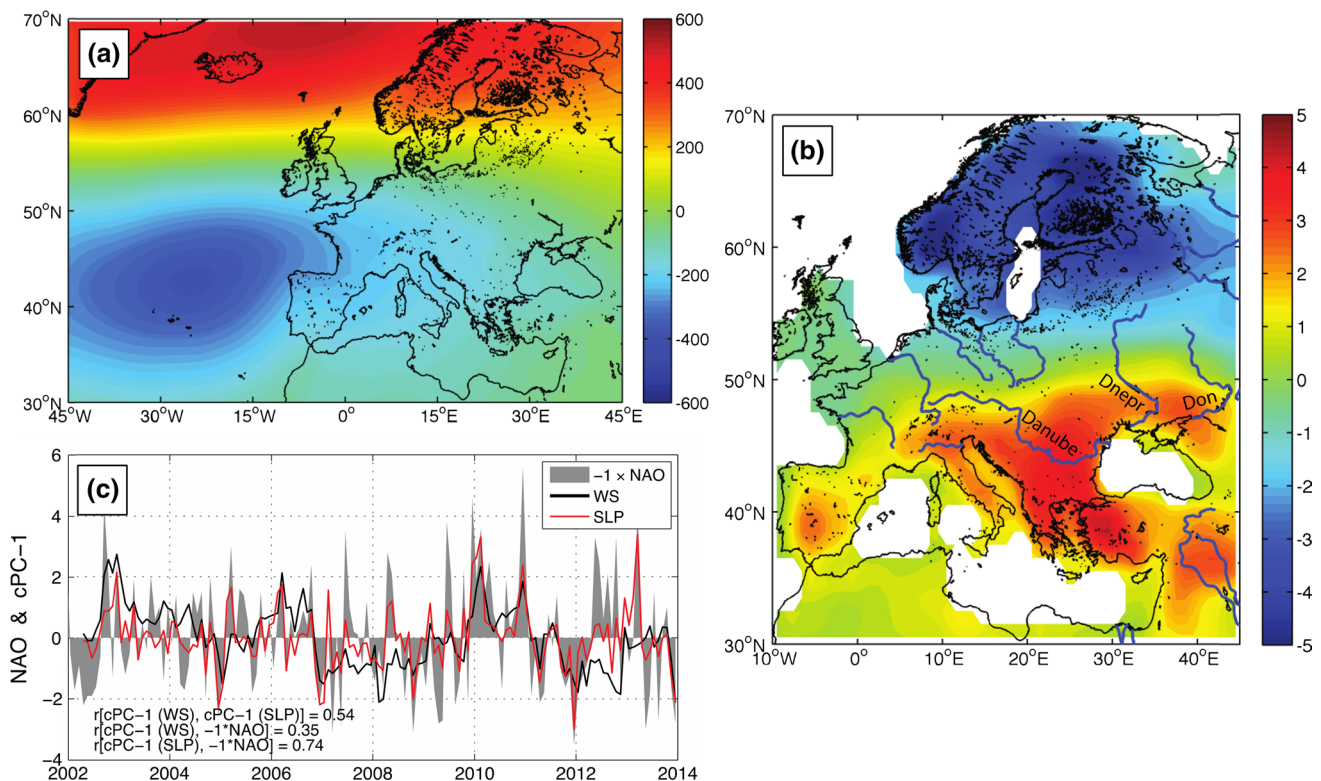 (a)
70°N
60°N
50°N
40°N
30°N
45°W
30°W
15°W
0°
15°E
30°E
45°E
600
400
200
0
-200
-400
-600
(b)
70°N
60°N
50°N
40°N
30°N
10°W
0°
10°E
20°E
30°E
40°E
Dnepr
Don
Danube
5
4
3
2
1
0
-1
-2
-3
-4
-5
(c)
NAO & cPC−1
6
4
2
0
−2
−4
−1 × NAO
WS
SLP
r[cPC−1 (WS), cPC−1 (SLP)] = 0.54
r[cPC−1 (WS), −1*NAO] = 0.35
r[cPC−1 (SLP), −1*NAO] = 0.74
2002
2004
2006
2008
2010
2012
2014